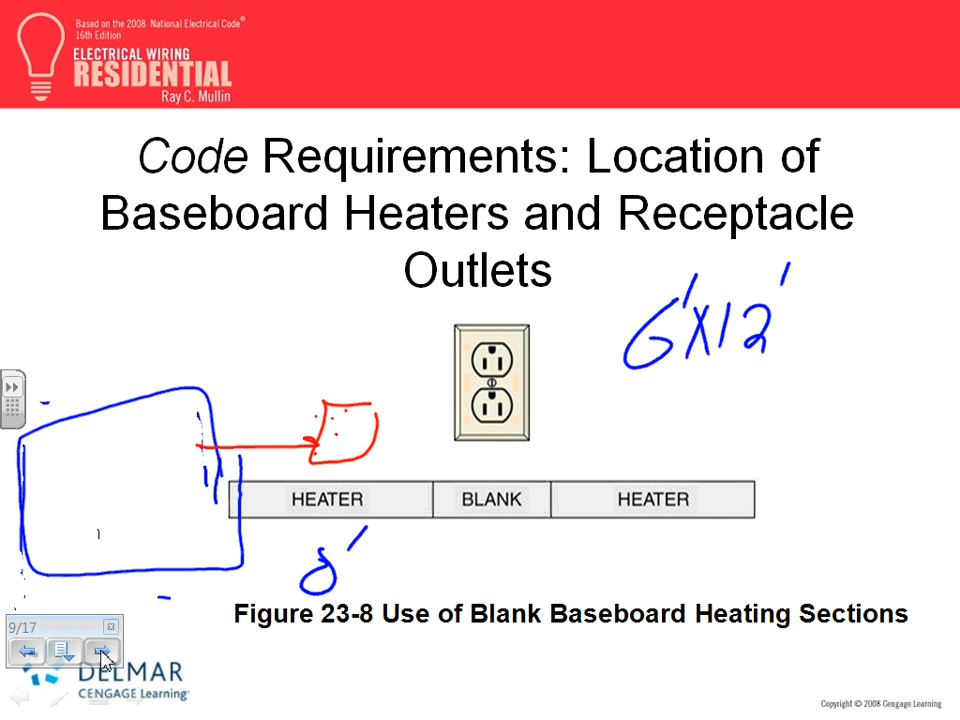 Based on the 2008 National Electrical Code®
16th Edition
ELECTRICAL WIRING
RESIDENTIAL
Ray C. Mullin
Code Requirements: Location of
Baseboard Heaters and Receptacle
Outlets
6'x12'
HEATER BLANK HEATER
8'
Figure 23-8 Use of Blank Baseboard Heating Sections
9/17
DELMAR
CENGAGE Learning™
Copyright © 2008 Cengage Learning